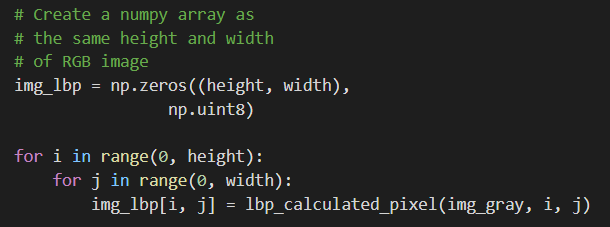 # Create a numpy array as
# the same height and width
# of RGB image
img_lbp = np.zeros((height, width),
                np.uint8)

for i in range(0, height):
    for j in range(0, width):
        img_lbp[i, j] = lbp_calculated_pixel(img_gray, i, j)